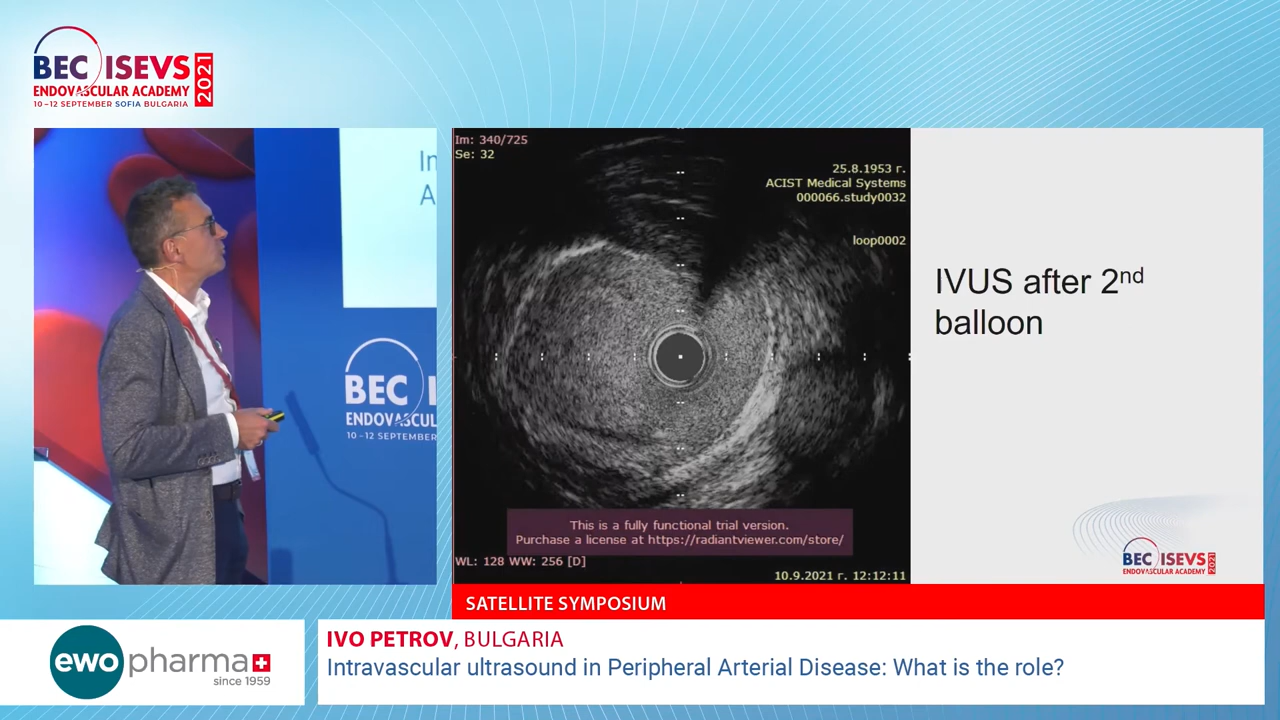 BEC ISEVS
2021
ENDOVASCULAR ACADEMY
10–12 SEPTEMBER SOFIA BULGARIA
In
A
BEC I
ENDOVASCUL
10–12 SEPTEMBER
Im: 340/725
Se: 32
25.8.1953 г.
ACIST Medical Systems
000066.study0032
loop0002
This is a fully functional trial version.
Purchase a license at https://radiantviewer.com/store/
WL: 128 WW: 256 [D]
10.9.2021 г. 12:12:11
IVUS after 2nd
balloon
BEC ISEVS
ENDOVASCULAR ACADEMY
2021
SATELLITE SYMPOSIUM
ewopharma
since 1959
IVO PETROV, BULGARIA
Intravascular ultrasound in Peripheral Arterial Disease: What is the role?